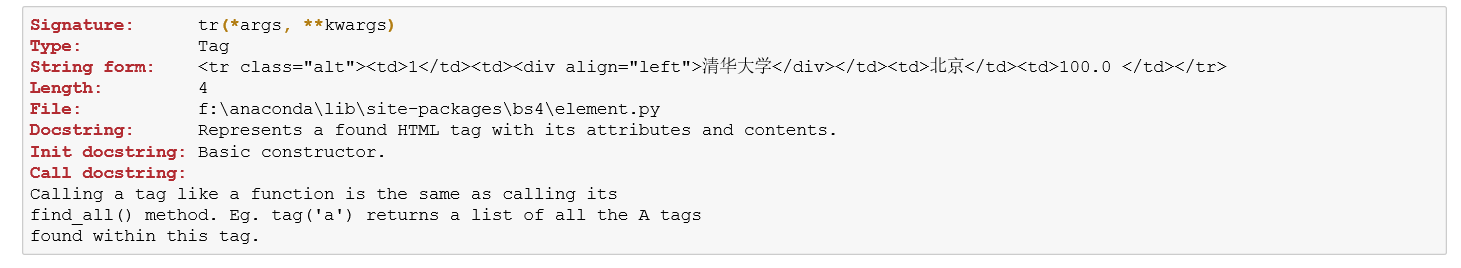 Signature: tr(*args, **kwargs)
Type: Tag
String form: <tr class="alt"><td>1</td><td><div align="left">清华大学</div></td><td>北京</td><td>100.0 </td></tr>
Length: 4
File: f:\anaconda\lib\site-packages\bs4\element.py
Docstring: Represents a found HTML tag with its attributes and contents.
Init docstring: Basic constructor.
Call docstring:
Calling a tag like a function is the same as calling its
find_all() method. Eg. tag('a') returns a list of all the A tags
found within this tag.